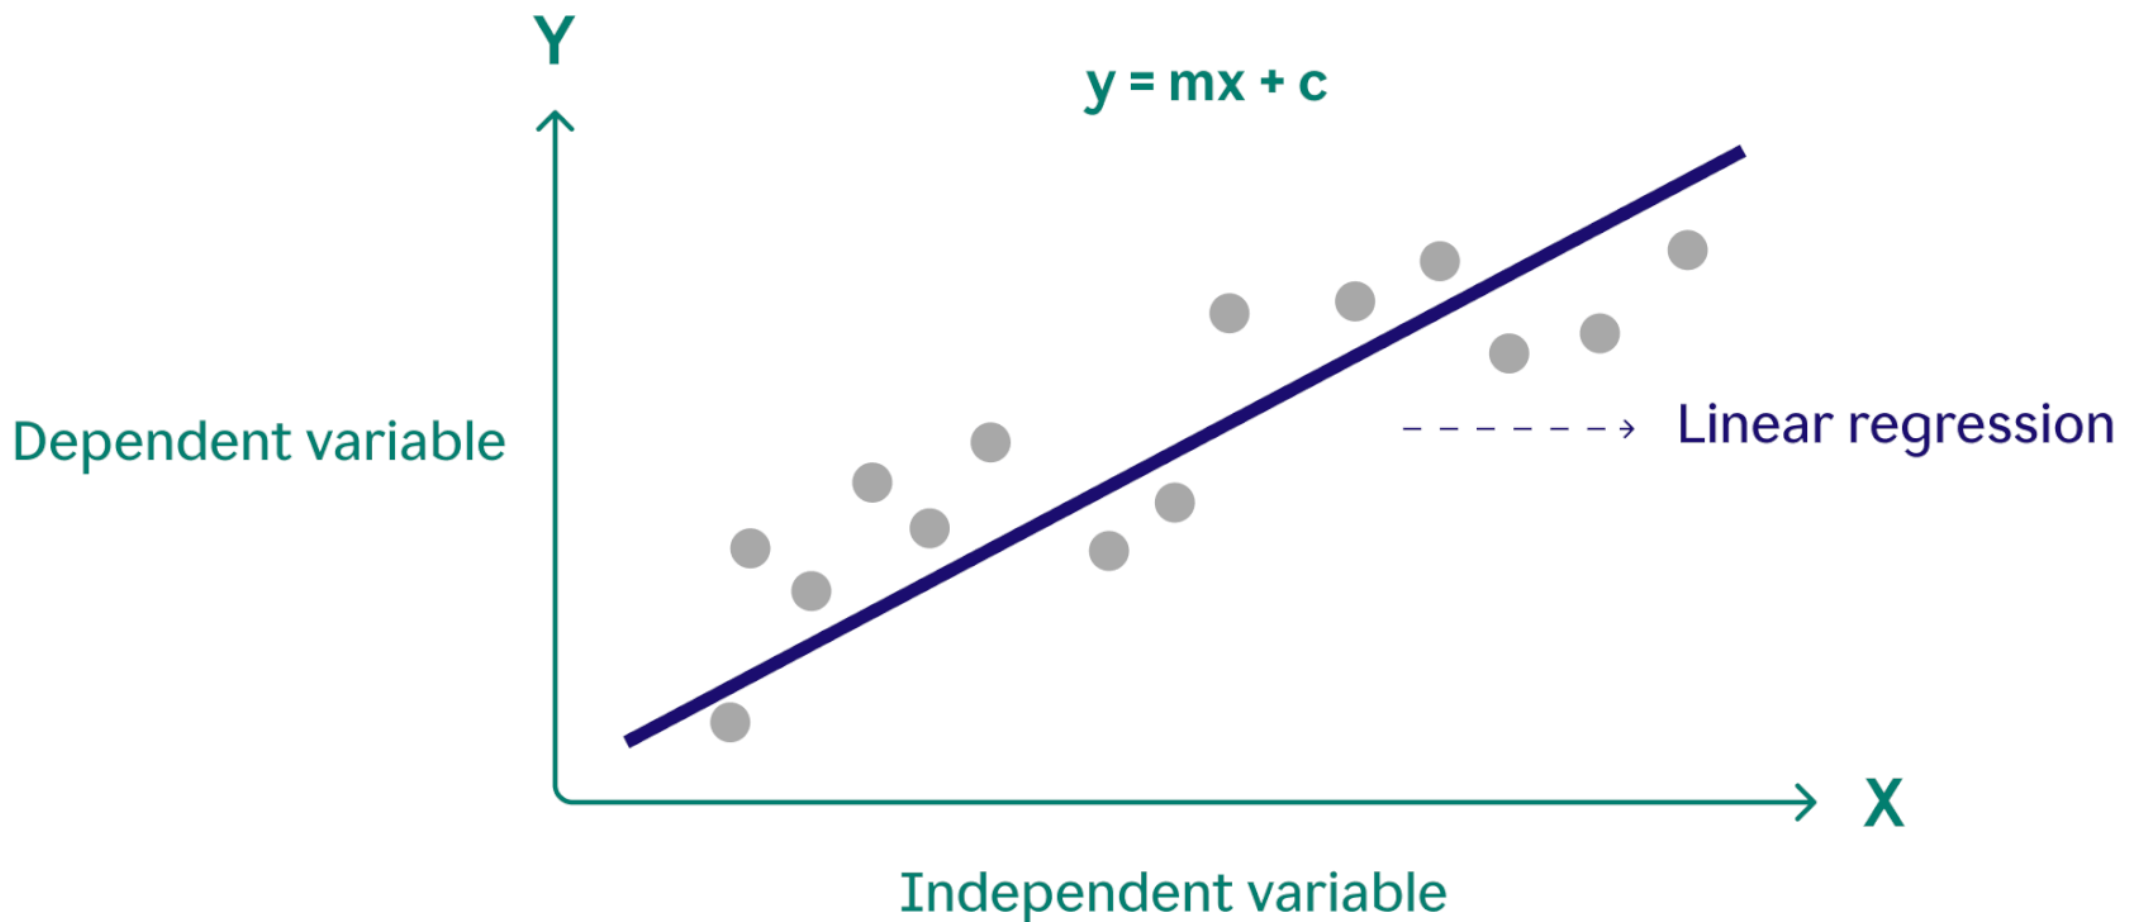 Y
y = mx + c
Dependent variable
Linear regression
X
Independent variable